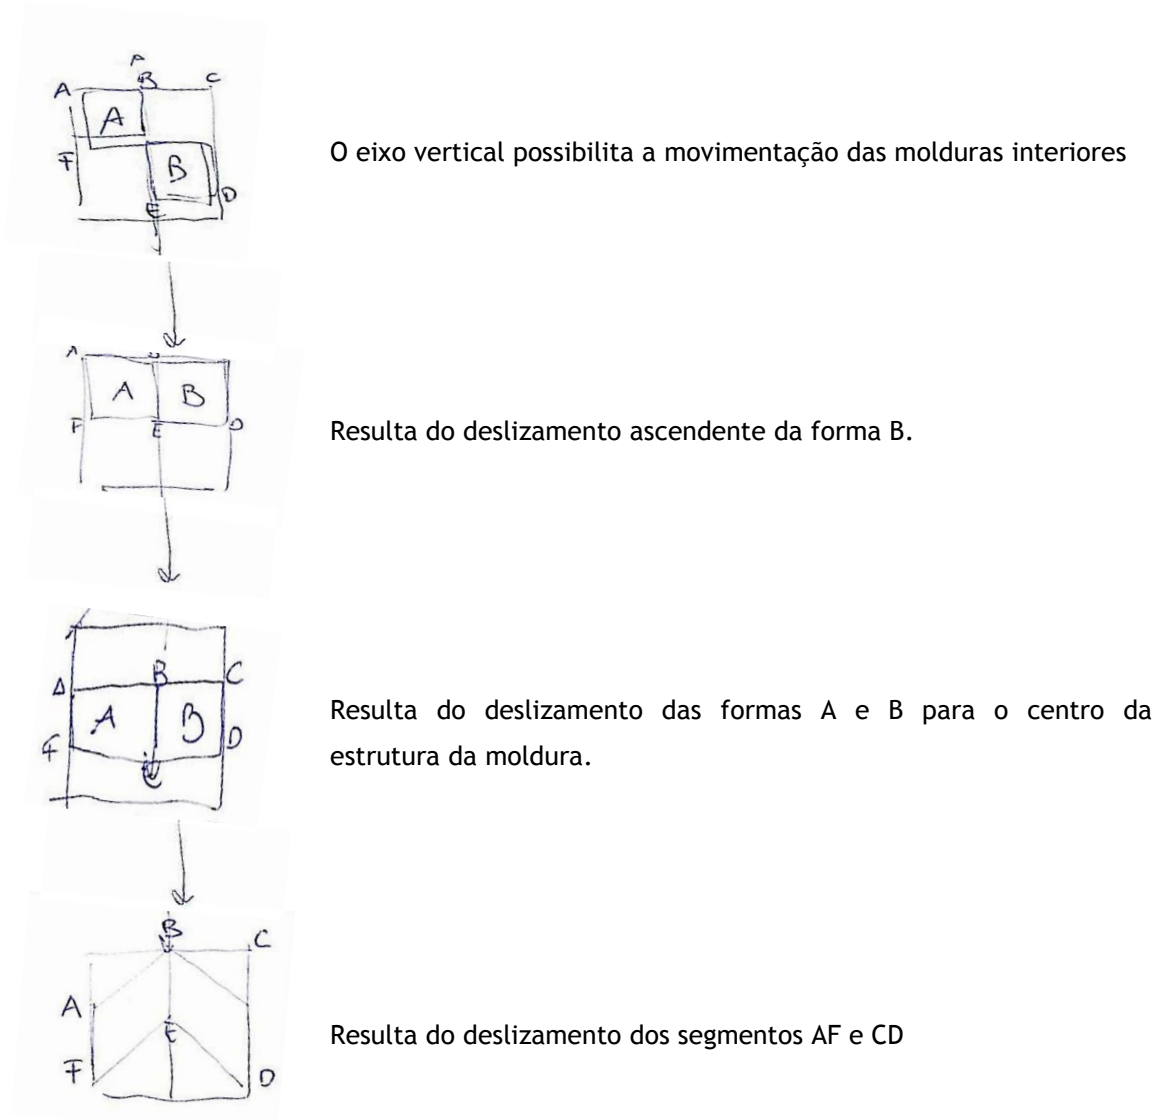 P
A B C
A
F
B
D
E
O eixo vertical possibilita a movimentação das molduras interiores
A
A B
F E D
Resulta do deslizamento ascendente da forma B.
B C
A
A B
F D
Resulta do deslizamento das formas A e B para o centro da
estrutura da moldura.
B C
A
E
F D
Resulta do deslizamento dos segmentos AF e CD